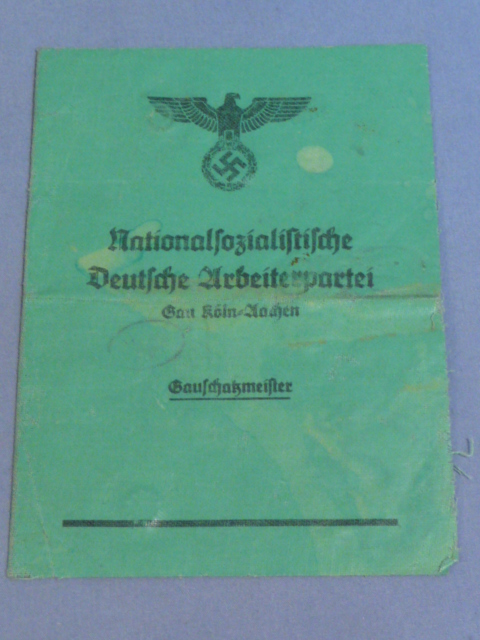 Nationalsozialistische
Deutsche Arbeiterpartei
Gau Köln-Aachen
Gauschatzmeister